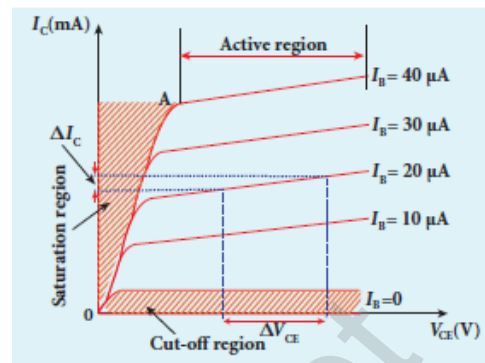 I_C(mA)
Active region
A
I_B= 40 μA
ΔI_C
I_B= 30 μA
I_B= 20 μA
Saturation region
I_B= 10 μA
I_B=0
0
ΔV_CE
V_CE(V)
Cut-off region